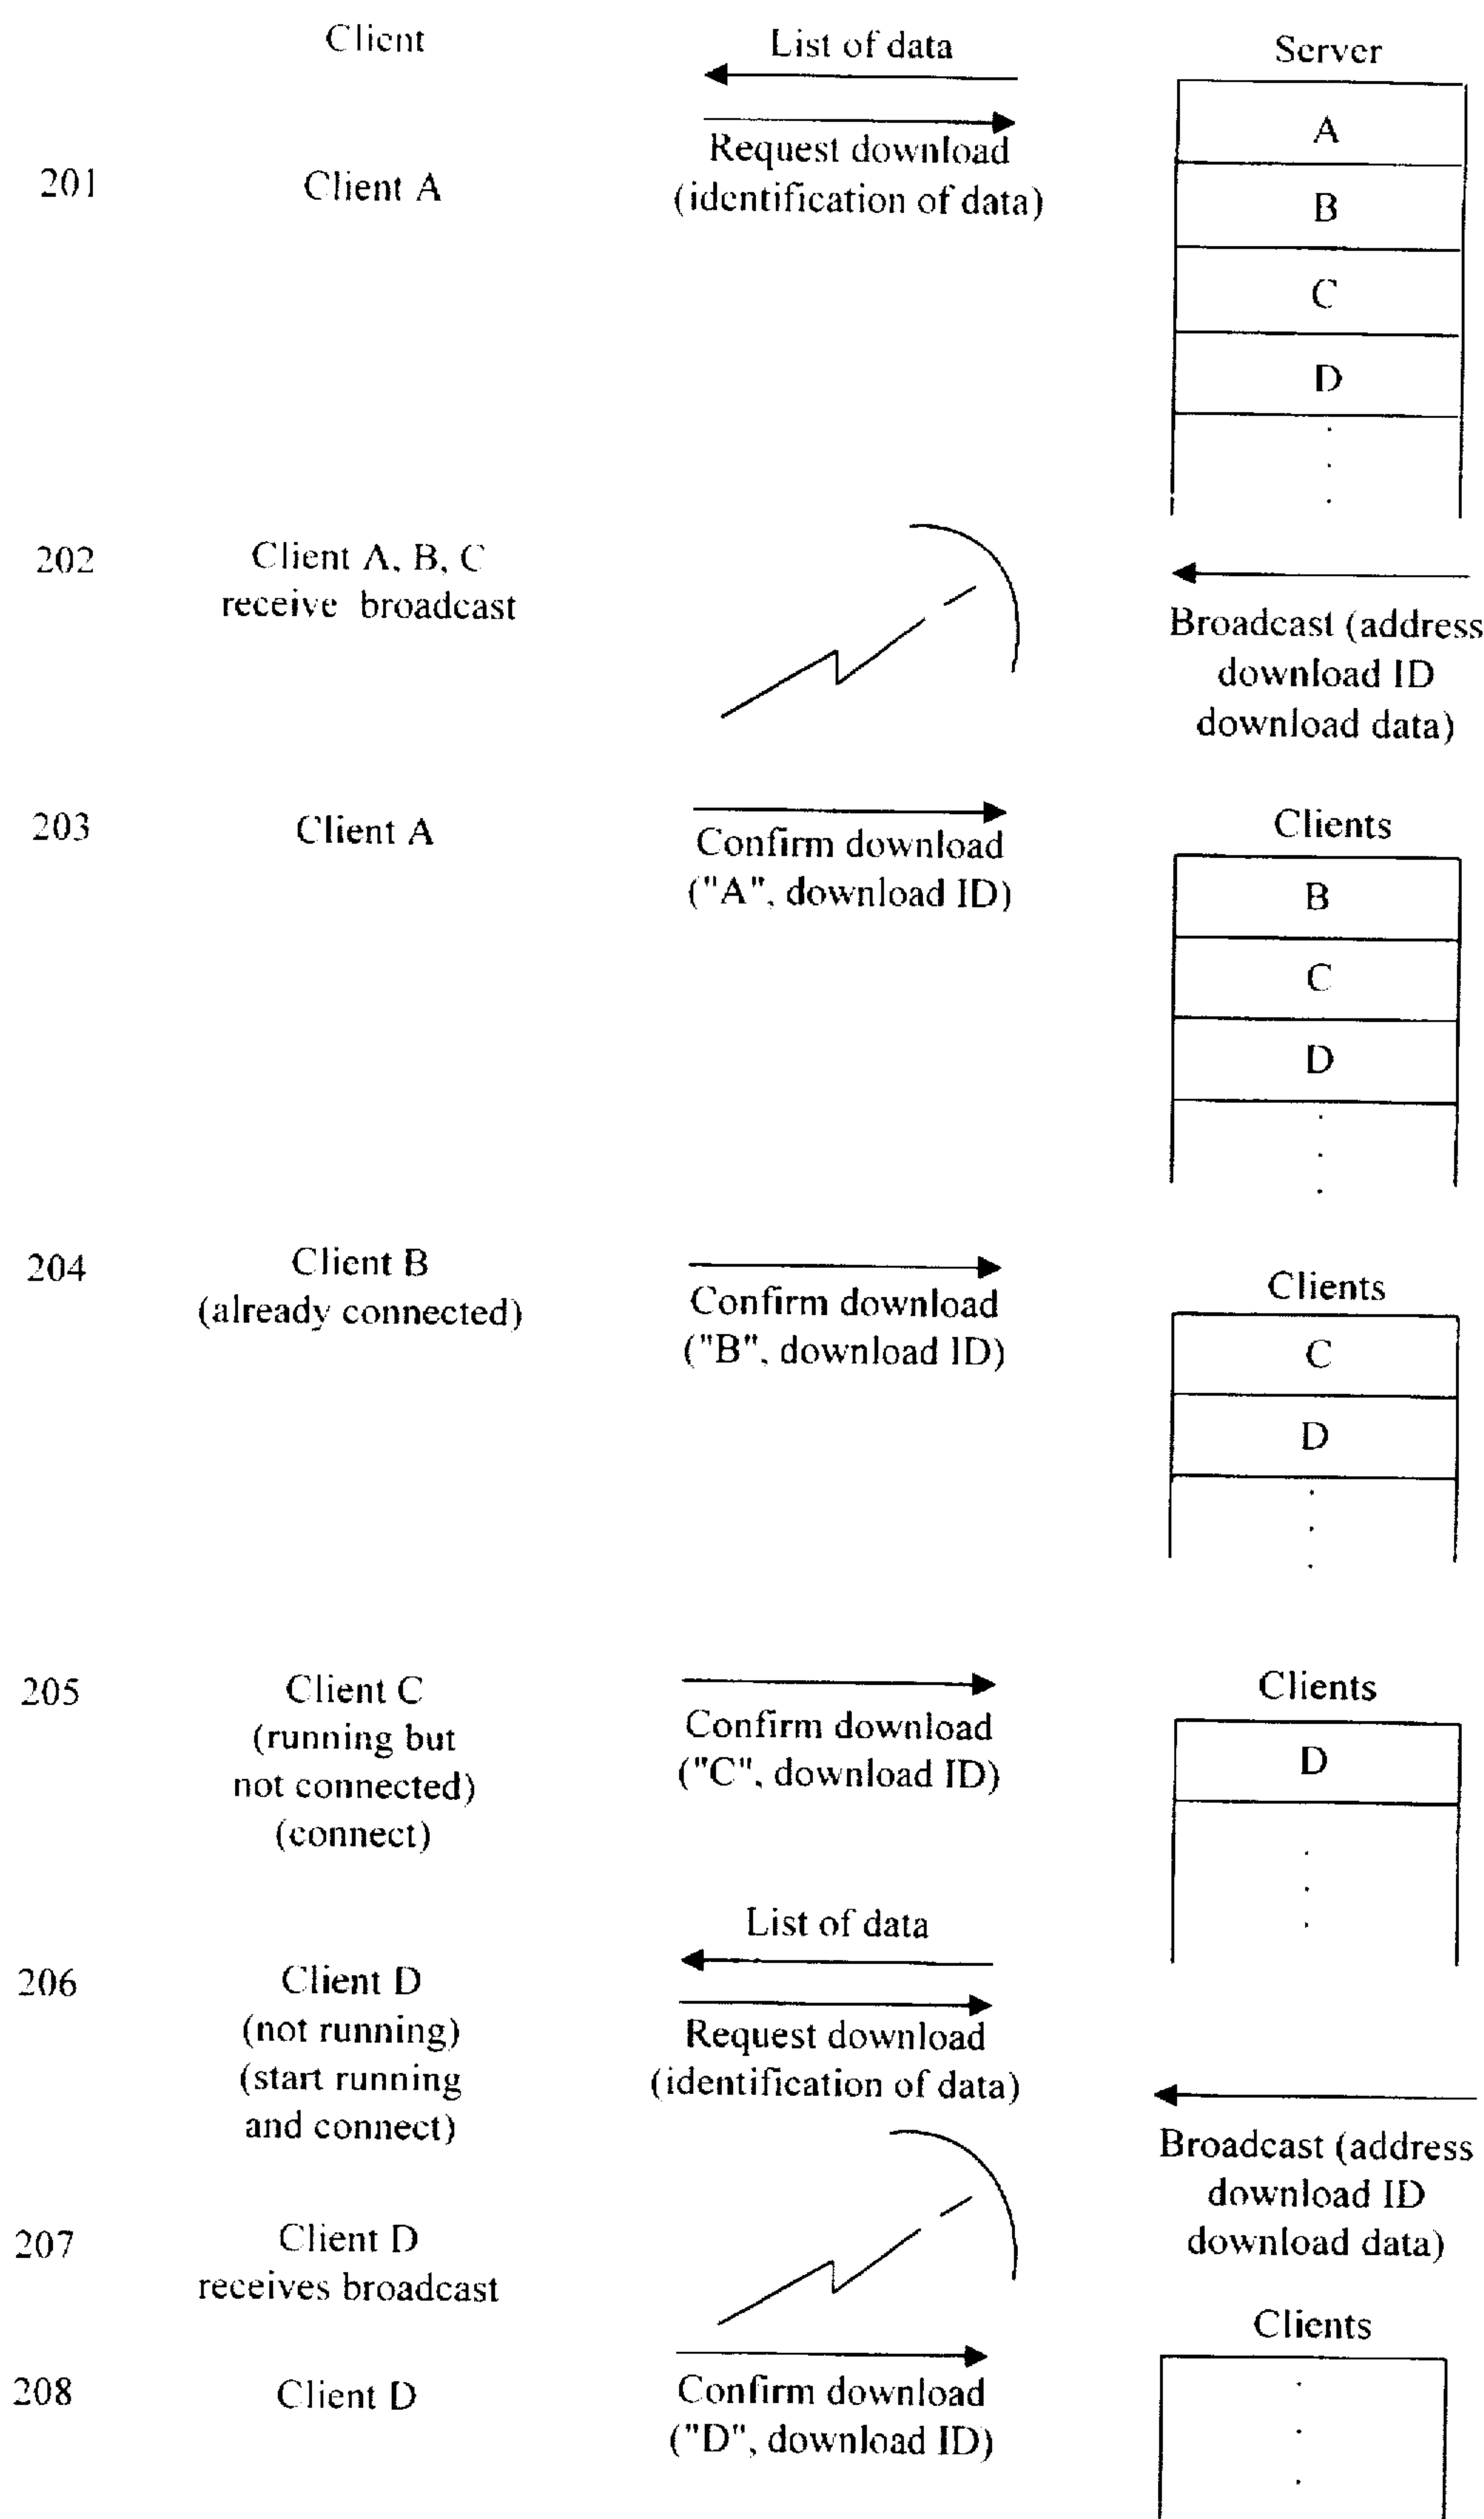 Client
List of data
Server
A
201
Client A
Request download
(identification of data)
B
C
D
202
Client A, B, C
receive broadcast
Broadcast (address
download ID
download data)
203
Client A
Confirm download
("A", download ID)
Clients
B
C
D
204
Client B
(already connected)
Confirm download
("B", download ID)
Clients
C
D
205
Client C
(running but
not connected)
(connect)
Confirm download
("C", download ID)
Clients
D
List of data
206
Client D
(not running)
(start running
and connect)
Request download
(identification of data)
Broadcast (address
download ID
download data)
207
Client D
receives broadcast
Clients
208
Client D
Confirm download
("D", download ID)